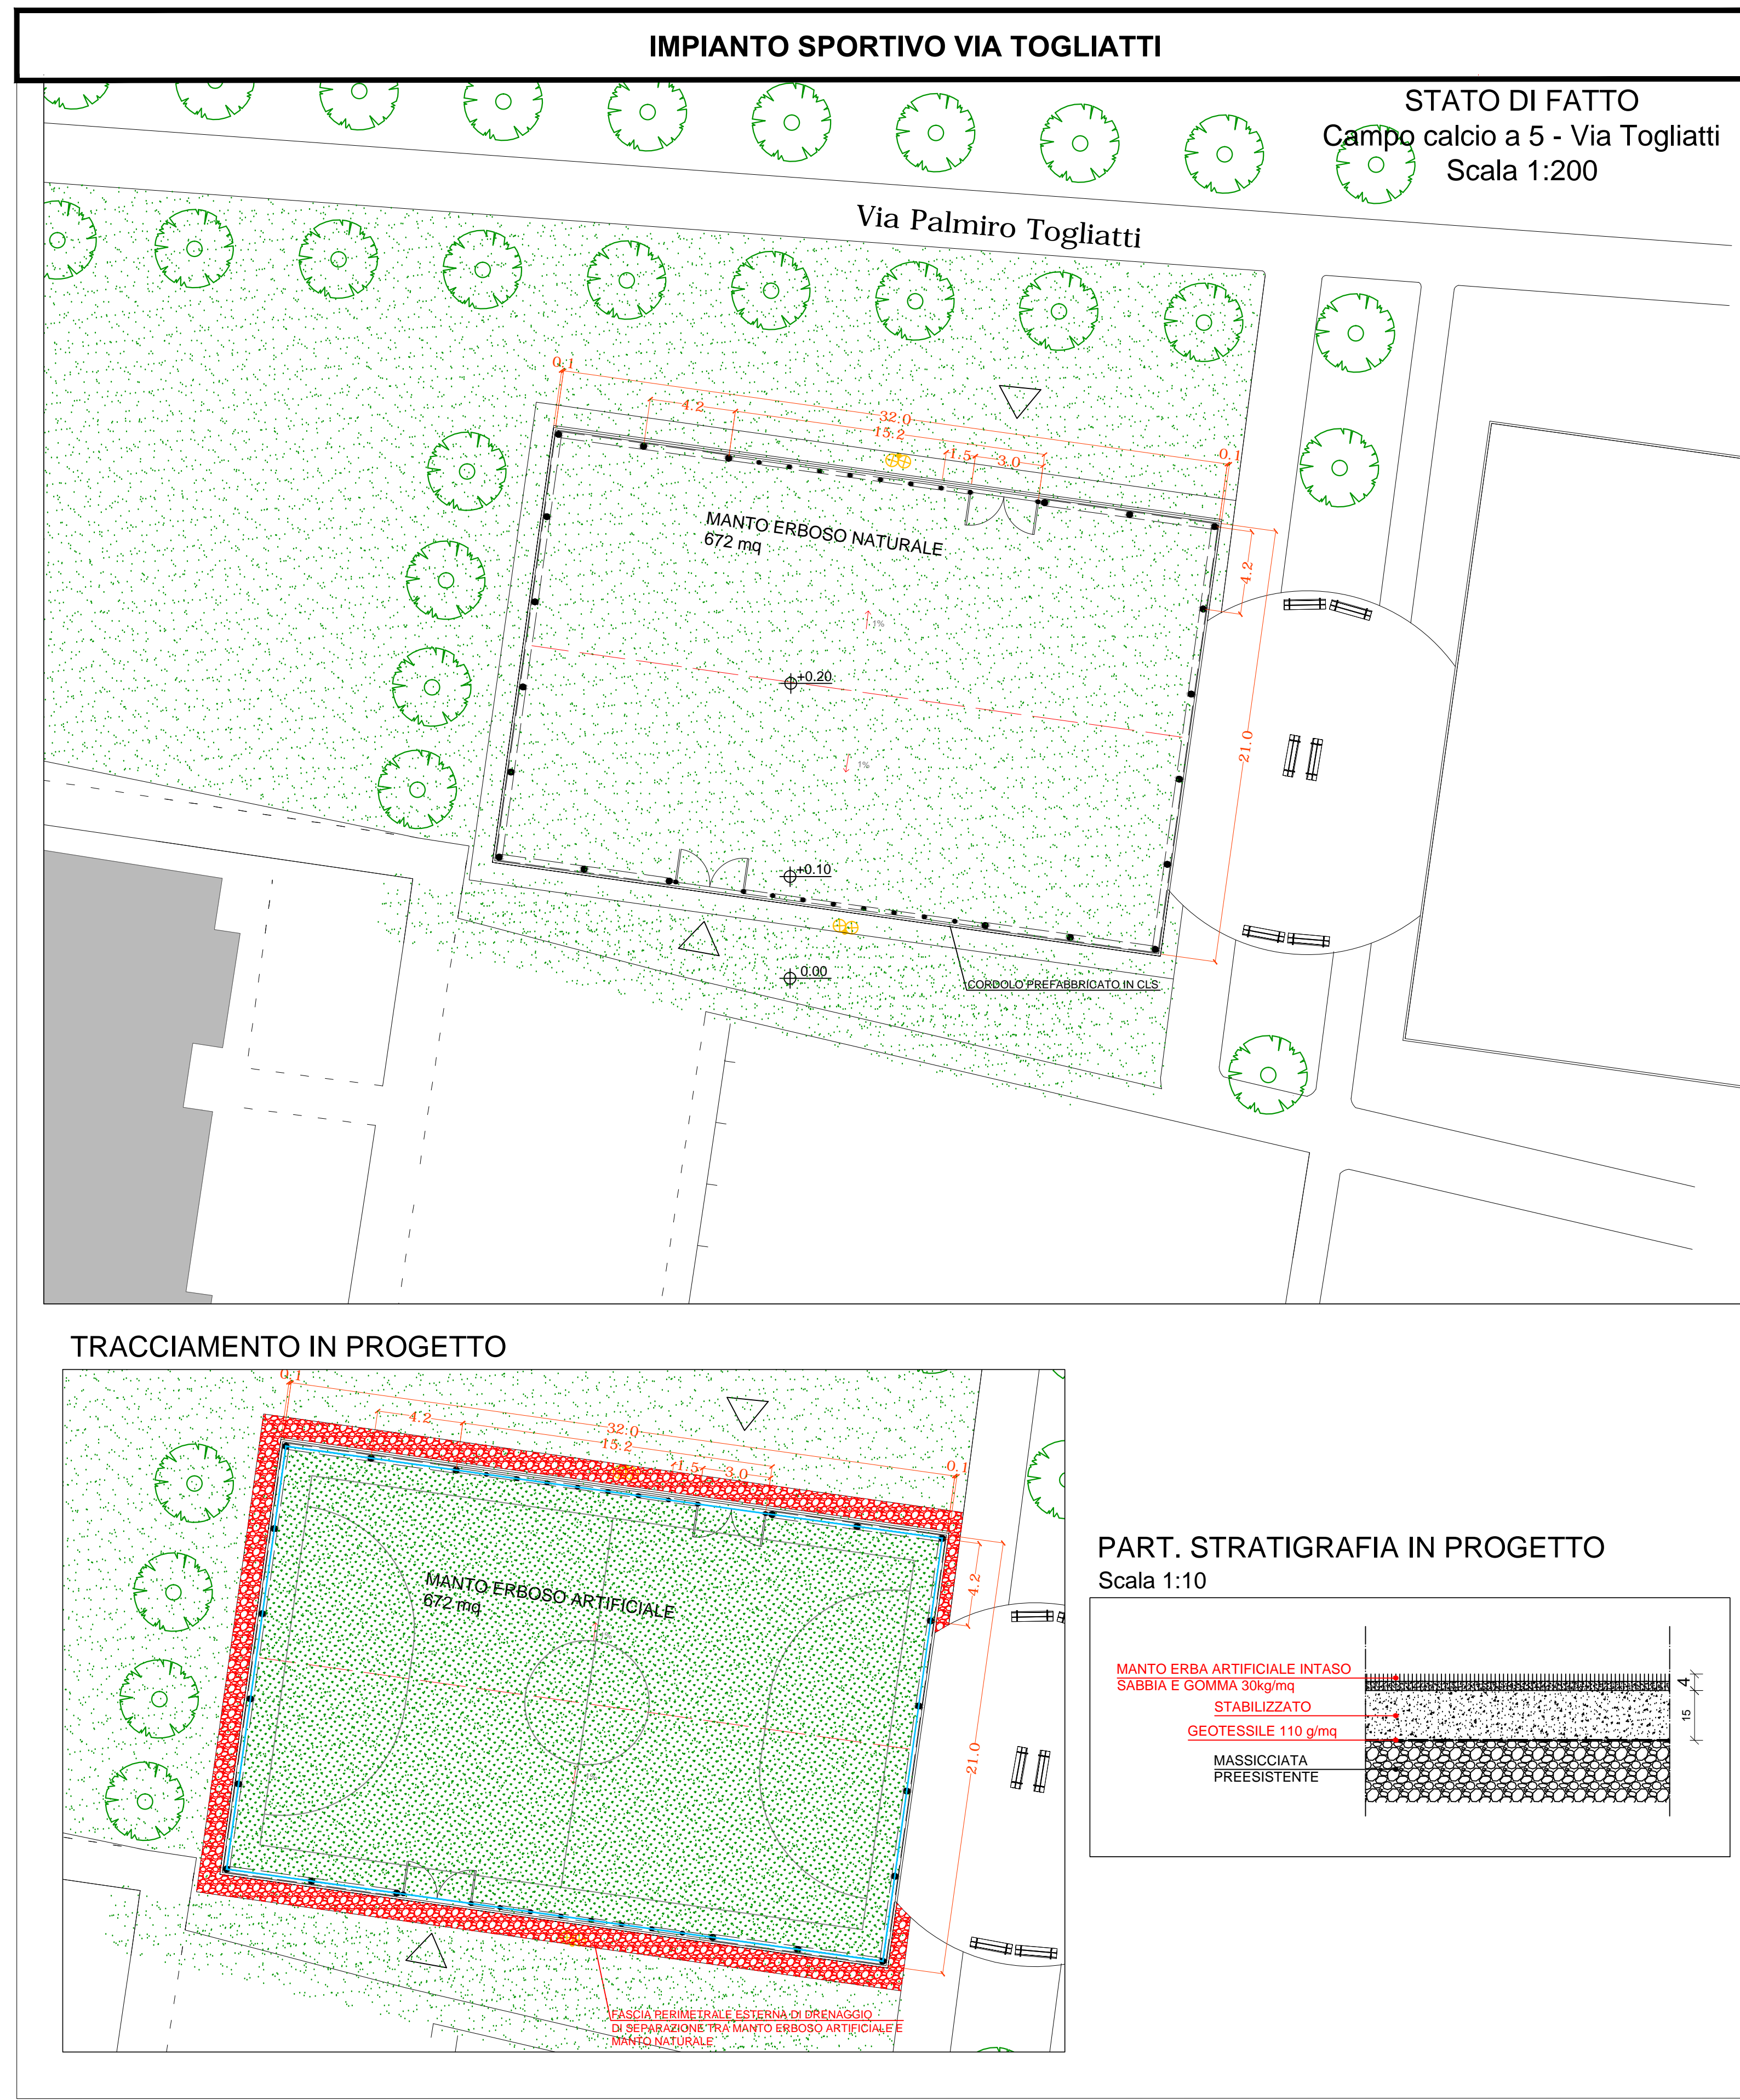 IMPIANTO SPORTIVO VIA TOGLIATTI
STATO DI FATTO
Campo calcio a 5 - Via Togliatti
Scala 1:200
Via Palmiro Togliatti
0.1
4.2
32.0
15.2
1.5
3.0
0.1
MANTO ERBOSO NATURALE
672 mq
4.2
1%
+0.20
21.0
1%
+0.10
0.00
CORDOLO PREFABBRICATO IN CLS
TRACCIAMENTO IN PROGETTO
0.1
4.2
32.0
15.2
1.5
3.0
0.1
MANTO ERBOSO ARTIFICIALE
672 mq
4.2
1%
21.0
FASCIA PERIMETRALE ESTERNA DI DRENAGGIO
DI SEPARAZIONE TRA MANTO ERBOSO ARTIFICIALE E
MANTO NATURALE
PART. STRATIGRAFIA IN PROGETTO
Scala 1:10
MANTO ERBA ARTIFICIALE INTASO
SABBIA E GOMMA 30kg/mq
4
STABILIZZATO
15
GEOTESSILE 110 g/mq
MASSICCIATA
PREESISTENTE